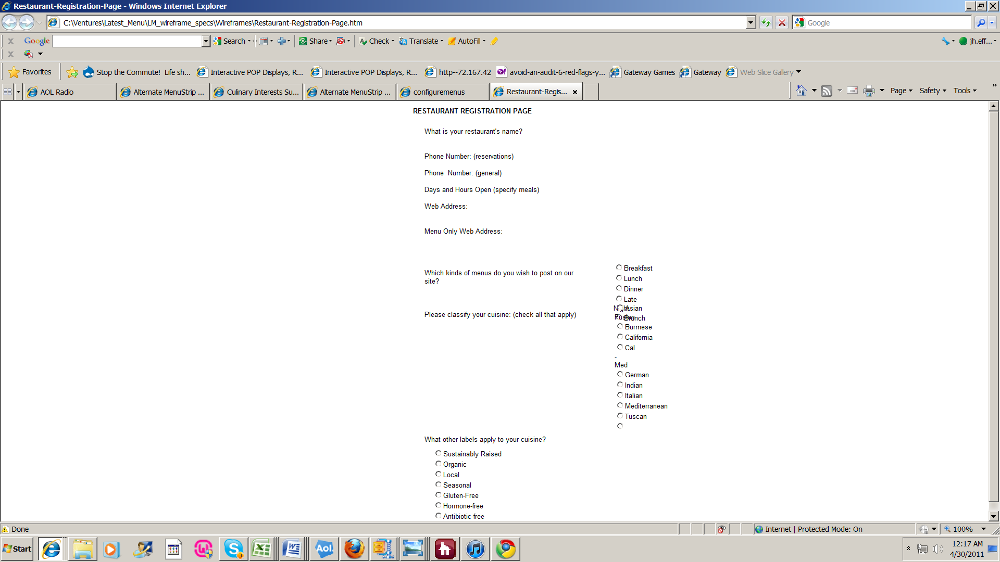 Restaurant-Registration-Page - Windows Internet Explorer
C:\Ventures\Latest_Menu\LM_wireframe_specs\Wireframes\Restaurant-Registration-Page.htm
Google
Google Search Share Check Translate AutoFill jh.eff...
Favorites Stop the Commute! Life sh... Interactive POP Displays, R... Interactive POP Displays, R... http--72.167.42 avoid-an-audit-6-red-flags-y... Gateway Games Gateway Web Slice Gallery
AOL Radio Alternate MenuStrip ... Culinary Interests Su... Alternate MenuStrip ... configuremenus Restaurant-Regis... Page Safety Tools
RESTAURANT REGISTRATION PAGE
What is your restaurant's name?
Phone Number: (reservations)
Phone  Number: (general)
Days and Hours Open (specify meals)
Web Address:
Menu Only Web Address:
Which kinds of menus do you wish to post on our
site?
Breakfast
Lunch
Dinner
Late
Night
Brunch
Please classify your cuisine: (check all that apply)
Asian
Fusion
Burmese
California
Cal
-
Med
German
Indian
Italian
Mediterranean
Tuscan
What other labels apply to your cuisine?
Sustainably Raised
Organic
Local
Seasonal
Gluten-Free
Hormone-free
Antibiotic-free
Done Internet | Protected Mode: On 100%
Start AOL 12:17 AM
4/30/2011